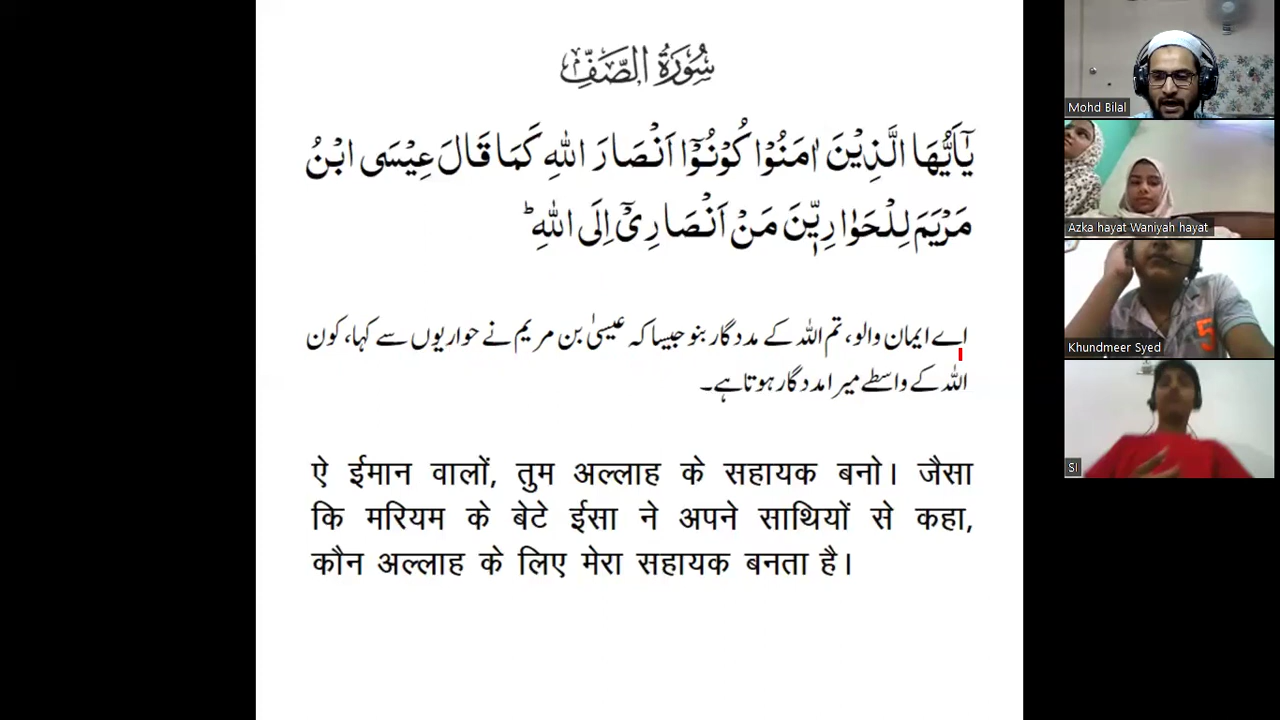 سُوْرَةُ الصَّفِّ
يٰۤاَيُّهَا الَّذِيْنَ اٰمَنُوْا كُوْنُوْۤا اَنْصَارَ اللّٰهِ كَمَا قَالَ عِيْسَى ابْنُ
مَرْيَمَ لِلْحَوَارِيّٖنَ مَنْ اَنْصَارِيْۤ اِلَى اللّٰهِ ؕ
اے ایمان والو، تم اللہ کے مددگار بنو جیسا کہ عیسیٰ بن مریم نے حواریوں سے کہا، کون
اللہ کے واسطے میرا مددگار ہوتا ہے۔
ऐ ईमान वालों, तुम अल्लाह के सहायक बनो। जैसा
कि मरियम के बेटे ईसा ने अपने साथियों से कहा,
कौन अल्लाह के लिए मेरा सहायक बनता है।
Mohd Bilal
Azka hayat Waniyah hayat
5
Khundmeer Syed
SI